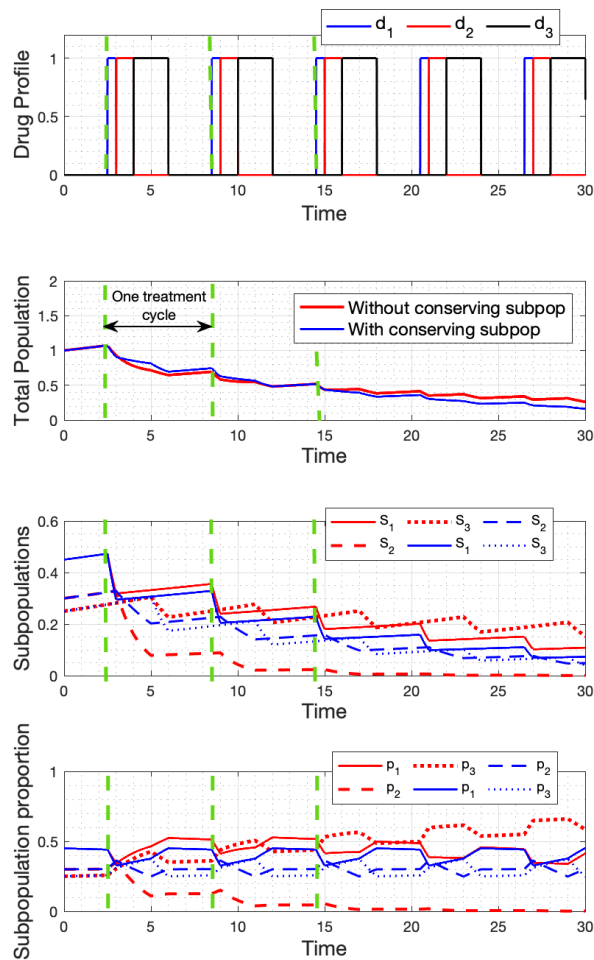 d1 d2 d3
Drug Profile
1
0.5
0
0 5 10 15 20 25 30
Time
Total Population
2
1.5
1
0.5
0
One treatment
cycle
Without conserving subpop
With conserving subpop
0 5 10 15 20 25 30
Time
Subpopulations
0.6
0.4
0.2
0
S1 S3 S2
S2 S1 S3
0 5 10 15 20 25 30
Time
Subpopulation proportion
1
0.5
0
p1 p3 p2
p2 p1 p3
0 5 10 15 20 25 30
Time